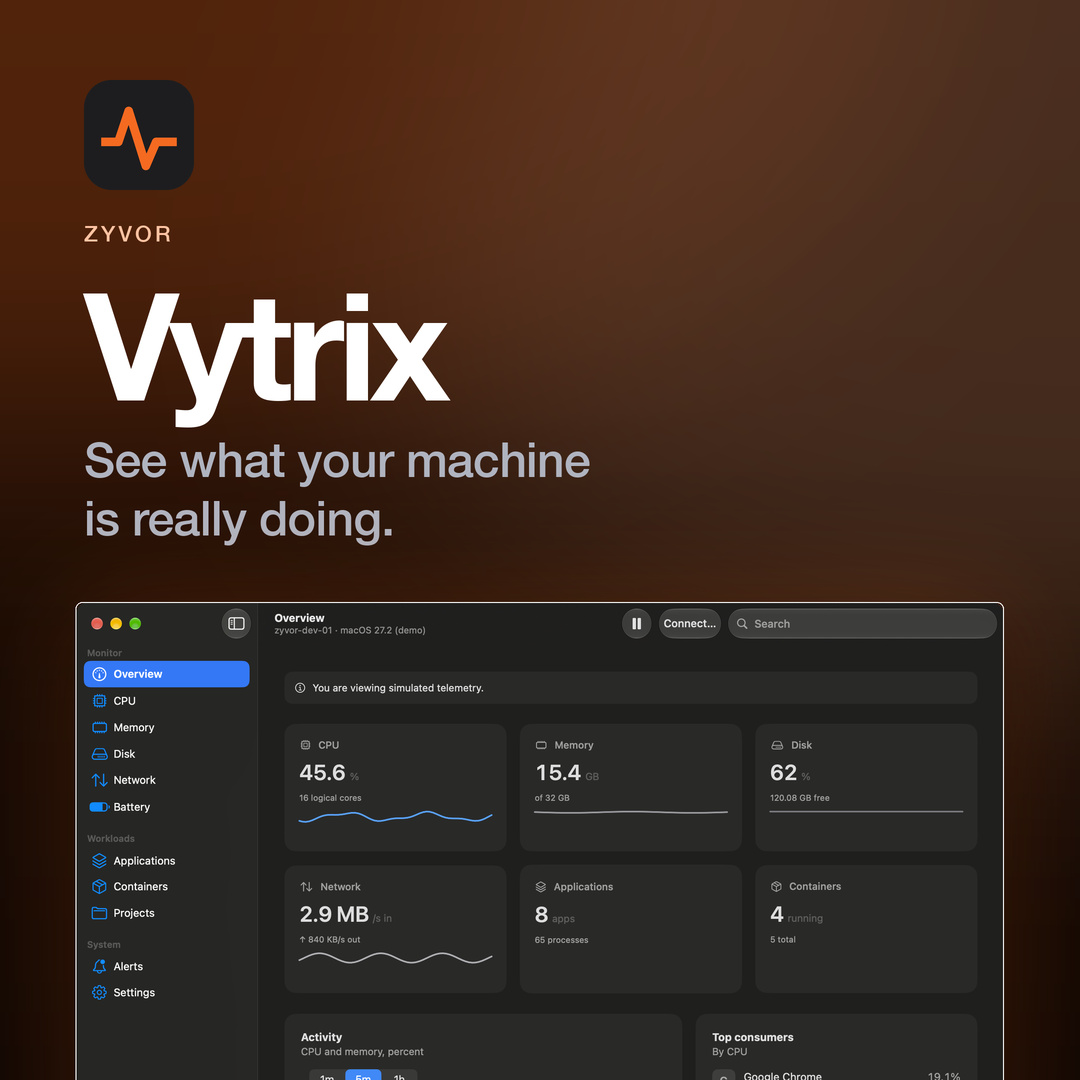 ZYVOR
Vytrix
See what your machine
is really doing.
Overview
zyvor-dev-01 · macOS 27.2 (demo)
Connect...
Search
Monitor
Overview
CPU
Memory
Disk
Network
Battery
Workloads
Applications
Containers
Projects
System
Alerts
Settings
You are viewing simulated telemetry.
CPU
45.6 %
16 logical cores
Memory
15.4 GB
of 32 GB
Disk
62 %
120.08 GB free
Network
2.9 MB /s in
↑ 840 KB/s out
Applications
8 apps
65 processes
Containers
4 running
5 total
Activity
CPU and memory, percent
1m 5m 1h
Top consumers
By CPU
Google Chrome 19.1%